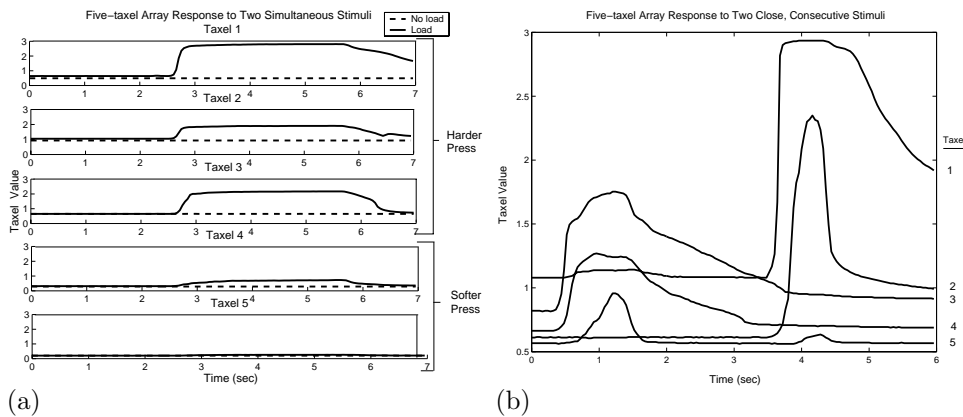 Five-taxel Array Response to Two Simultaneous Stimuli
No load
Load
Taxel 1
3
2
1
0
0 1 2 3 4 5 6 7
Taxel 2
3
2
1
0
0 1 2 3 4 5 6 7
Taxel 3
3
2
1
0
0 1 2 3 4 5 6 7
Taxel 4
3
2
1
0
0 1 2 3 4 5 6 7
Taxel 5
3
2
1
0
0 1 2 3 4 5 6 7
Taxel Value
Time (sec)
Harder
Press
Softer
Press
(a)
Five-taxel Array Response to Two Close, Consecutive Stimuli
3
2.5
2
1.5
1
0.5
0 1 2 3 4 5 6
Taxel Value
Time (sec)
Taxe
1
2
3
4
5
(b)